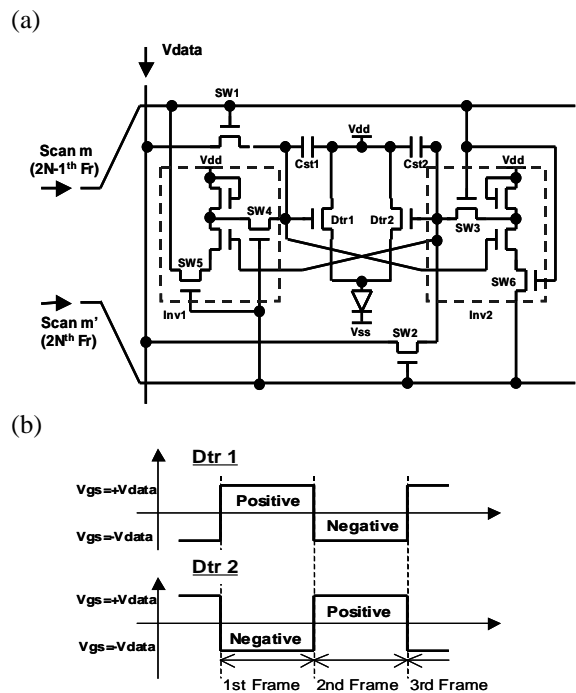 (a)
Vdata
SW1
Scan m
(2N-1th Fr)
Vdd
Cst1
Vdd
Cst2
Vdd
SW4
Dtr1
Dtr2
SW3
SW5
SW6
Inv1
Inv2
Scan m'
(2Nth Fr)
Vss
SW2
(b)
Dtr 1
Vgs=+Vdata
Positive
Negative
Vgs=-Vdata
Dtr 2
Vgs=+Vdata
Positive
Negative
Vgs=-Vdata
1st Frame
2nd Frame
3rd Frame